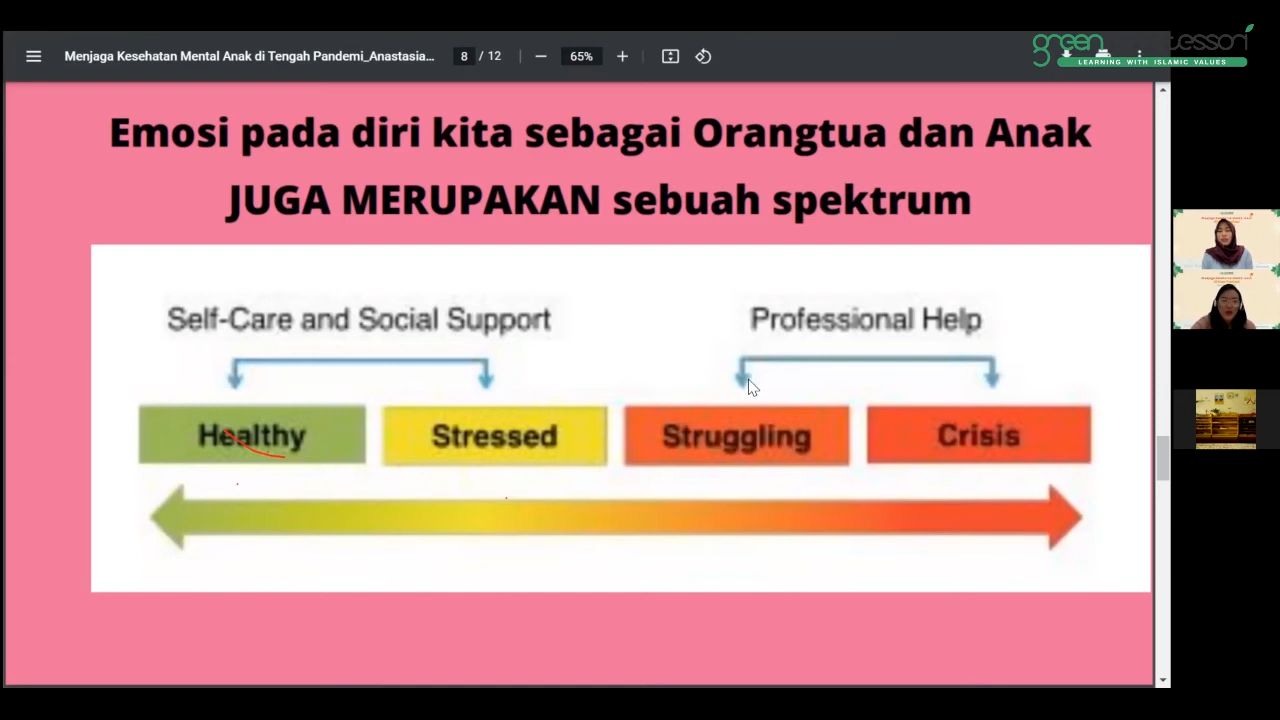 Menjaga Kesehatan Mental Anak di Tengah Pandemi_Anastasia...
8 / 12
65%
green
LEARNING WITH ISLAMIC VALUES
Emosi pada diri kita sebagai Orangtua dan Anak
JUGA MERUPAKAN sebuah spektrum
Self-Care and Social Support
Professional Help
Healthy
Stressed
Struggling
Crisis